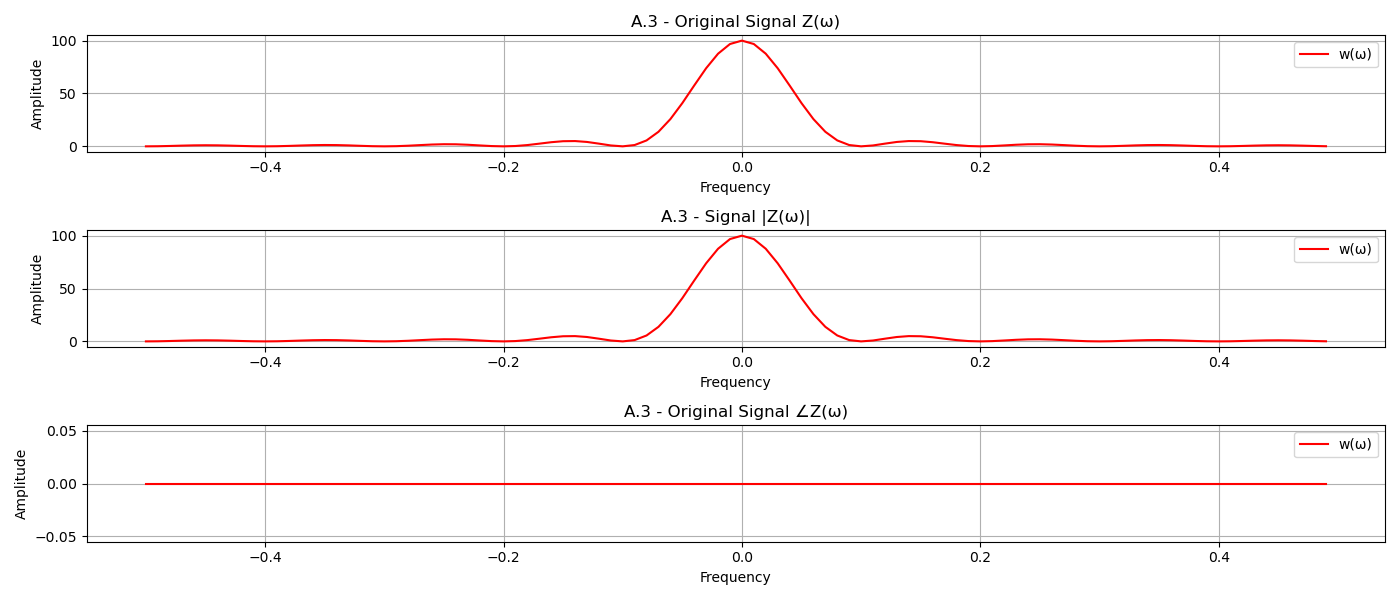 A.3 - Original Signal Z(ω)
Amplitude
100
50
0
w(ω)
−0.4
−0.2
0.0
0.2
0.4
Frequency
A.3 - Signal |Z(ω)|
Amplitude
100
50
0
w(ω)
−0.4
−0.2
0.0
0.2
0.4
Frequency
A.3 - Original Signal ∠Z(ω)
Amplitude
0.05
0.00
−0.05
w(ω)
−0.4
−0.2
0.0
0.2
0.4
Frequency